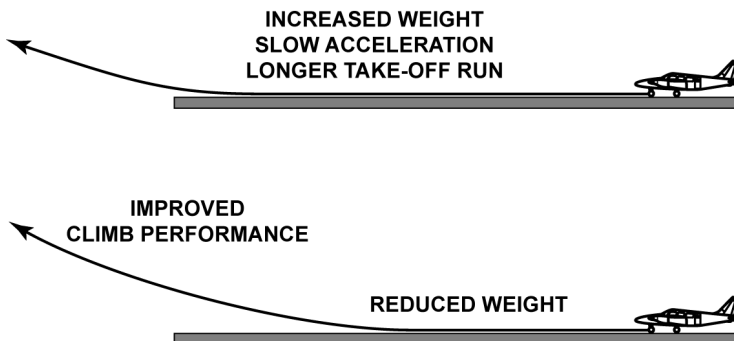 INCREASED WEIGHT
SLOW ACCELERATION
LONGER TAKE-OFF RUN
IMPROVED
CLIMB PERFORMANCE
REDUCED WEIGHT